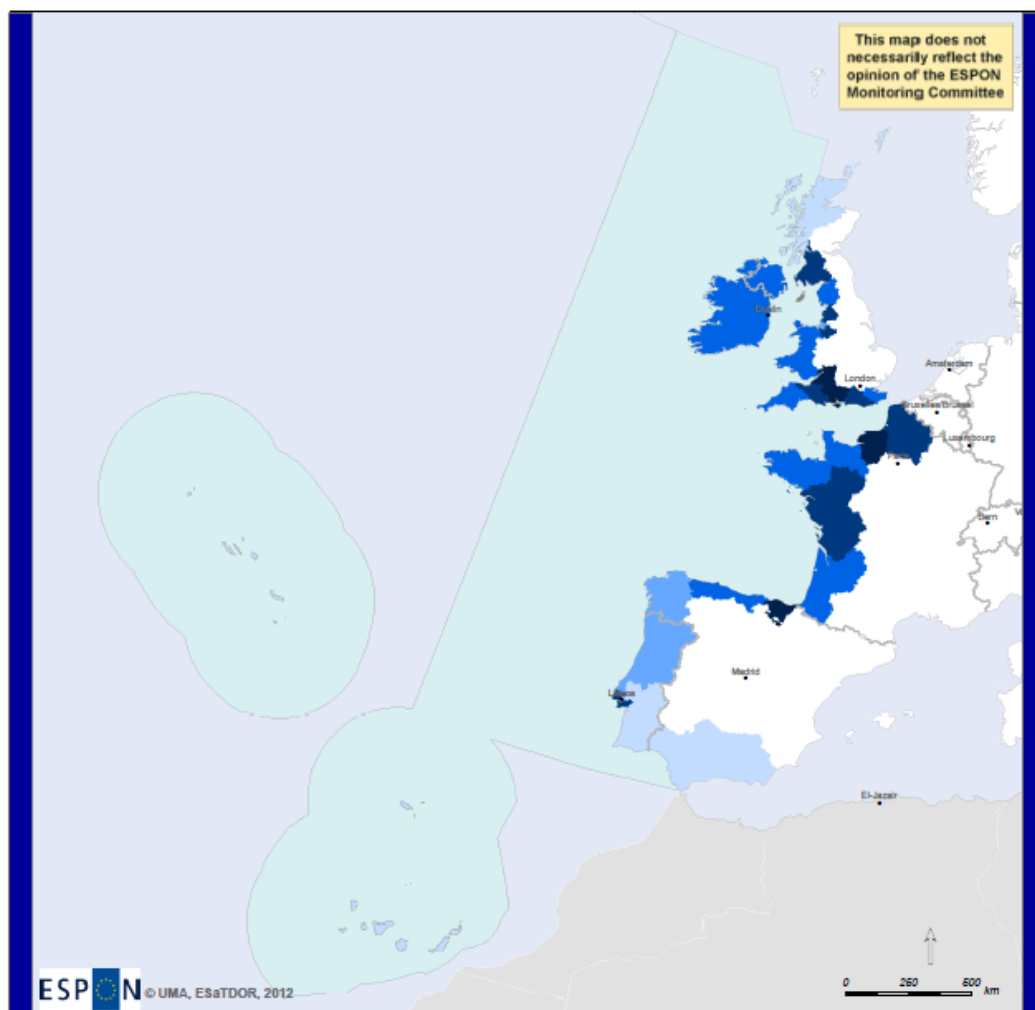 This map does not
necessarily reflect the
opinion of the ESPON
Monitoring Committee
Dublin
Amsterdam
London
Bruxelles/Brussel
Luxembourg
Paris
Bern
Madrid
Lisboa
El-Jazair
ESPON © UMA, ESaTDOR, 2012
0 250 500
km